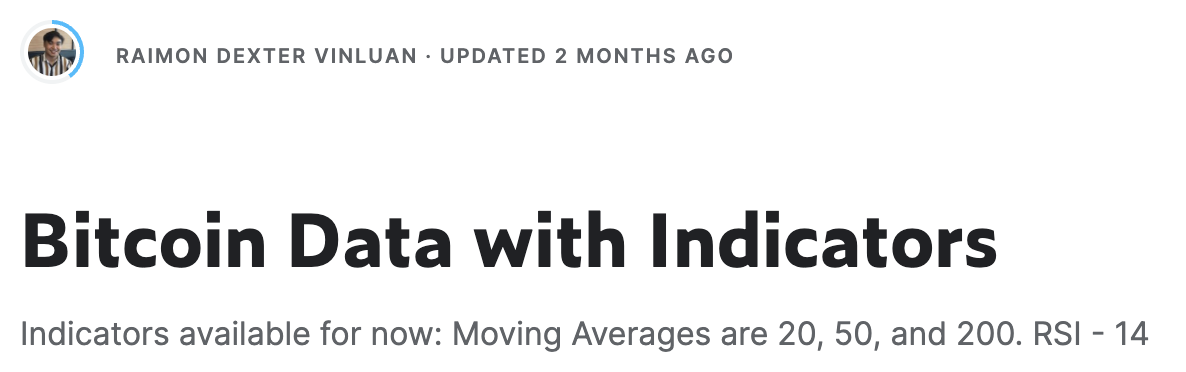 RAIMON DEXTER VINLUAN · UPDATED 2 MONTHS AGO
Bitcoin Data with Indicators
Indicators available for now: Moving Averages are 20, 50, and 200. RSI - 14